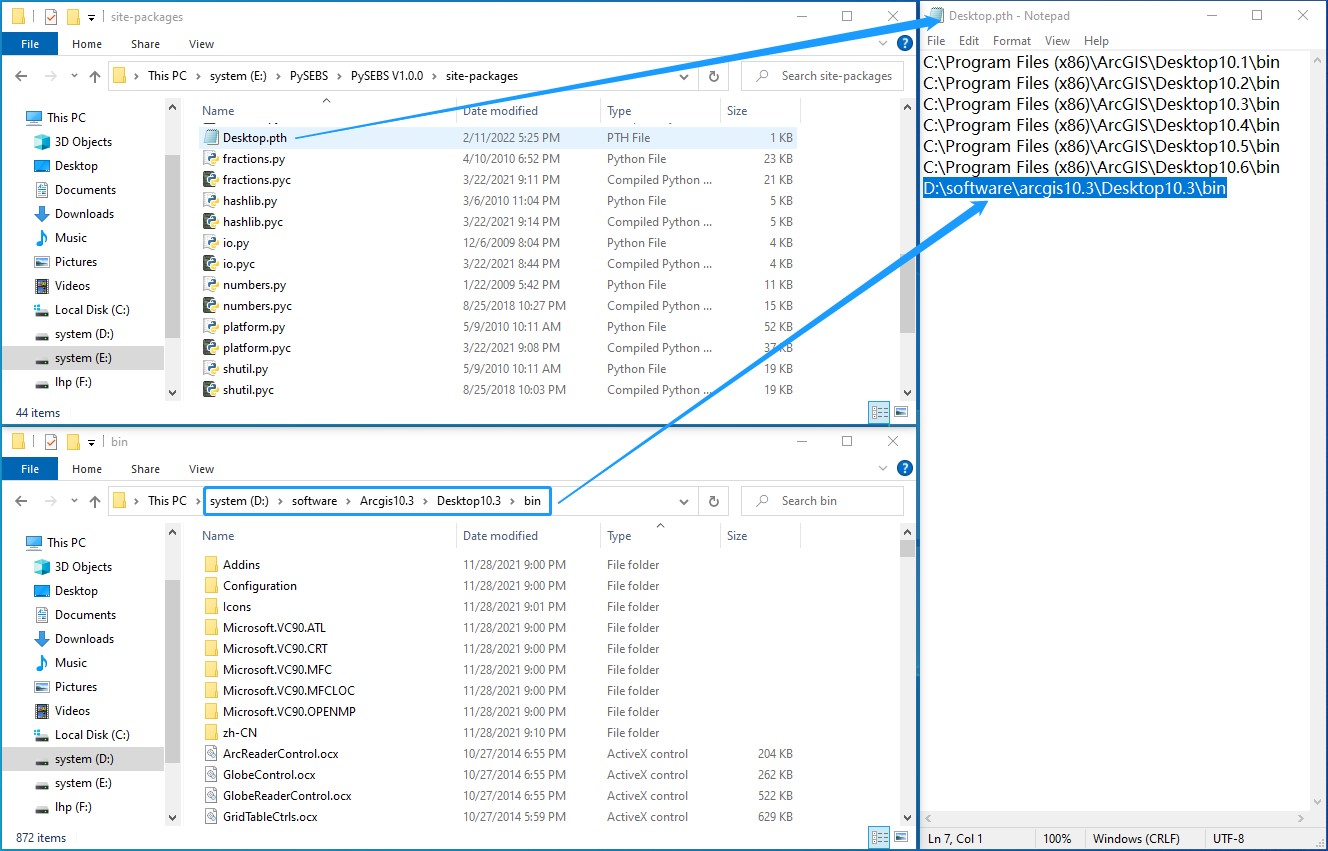 site-packages
File Home Share View
This PC system (E:) PySEBS PySEBS V1.0.0 site-packages
Search site-packages
This PC
3D Objects
Desktop
Documents
Downloads
Music
Pictures
Videos
Local Disk (C:)
system (D:)
system (E:)
lhp (F:)
Name Date modified Type Size
Desktop.pth 2/11/2022 5:25 PM PTH File 1 KB
fractions.py 4/10/2010 6:52 PM Python File 23 KB
fractions.pyc 3/22/2021 9:11 PM Compiled Python ... 21 KB
hashlib.py 3/6/2010 11:04 PM Python File 5 KB
hashlib.pyc 3/22/2021 9:14 PM Compiled Python ... 5 KB
io.py 12/6/2009 8:04 PM Python File 4 KB
io.pyc 3/22/2021 8:44 PM Compiled Python ... 4 KB
numbers.py 1/22/2009 5:42 PM Python File 11 KB
numbers.pyc 8/25/2018 10:27 PM Compiled Python ... 15 KB
platform.py 5/9/2010 10:11 AM Python File 52 KB
platform.pyc 3/22/2021 9:08 PM Compiled Python ... 37 KB
shutil.py 5/9/2010 10:11 AM Python File 19 KB
shutil.pyc 8/25/2018 10:03 PM Compiled Python ... 19 KB
44 items
bin
File Home Share View
This PC system (D:) software Arcgis10.3 Desktop10.3 bin
Search bin
This PC
3D Objects
Desktop
Documents
Downloads
Music
Pictures
Videos
Local Disk (C:)
system (D:)
system (E:)
lhp (F:)
Name Date modified Type Size
Addins 11/28/2021 9:00 PM File folder
Configuration 11/28/2021 9:00 PM File folder
Icons 11/28/2021 9:01 PM File folder
Microsoft.VC90.ATL 11/28/2021 9:00 PM File folder
Microsoft.VC90.CRT 11/28/2021 9:00 PM File folder
Microsoft.VC90.MFC 11/28/2021 9:00 PM File folder
Microsoft.VC90.MFCLOC 11/28/2021 9:00 PM File folder
Microsoft.VC90.OPENMP 11/28/2021 9:00 PM File folder
zh-CN 11/28/2021 9:10 PM File folder
ArcReaderControl.ocx 10/27/2014 6:55 PM ActiveX control 204 KB
GlobeControl.ocx 10/27/2014 6:55 PM ActiveX control 262 KB
GlobeReaderControl.ocx 10/27/2014 6:55 PM ActiveX control 522 KB
GridTableCtrls.ocx 10/27/2014 5:59 PM ActiveX control 629 KB
872 items
Desktop.pth - Notepad
File Edit Format View Help
C:\Program Files (x86)\ArcGIS\Desktop10.1\bin
C:\Program Files (x86)\ArcGIS\Desktop10.2\bin
C:\Program Files (x86)\ArcGIS\Desktop10.3\bin
C:\Program Files (x86)\ArcGIS\Desktop10.4\bin
C:\Program Files (x86)\ArcGIS\Desktop10.5\bin
C:\Program Files (x86)\ArcGIS\Desktop10.6\bin
D:\software\arcgis10.3\Desktop10.3\bin
Ln 7, Col 1 100% Windows (CRLF) UTF-8